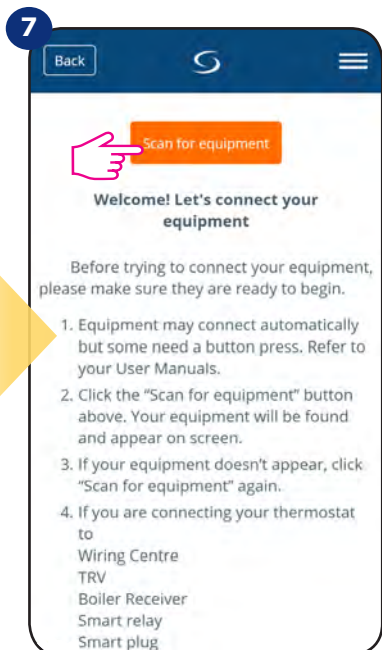 7
Back
Scan for equipment
Welcome! Let's connect your
equipment
Before trying to connect your equipment,
please make sure they are ready to begin.
1. Equipment may connect automatically
but some need a button press. Refer to
your User Manuals.
2. Click the “Scan for equipment” button
above. Your equipment will be found
and appear on screen.
3. If your equipment doesn’t appear, click
“Scan for equipment” again.
4. If you are connecting your thermostat
to
Wiring Centre
TRV
Boiler Receiver
Smart relay
Smart plug